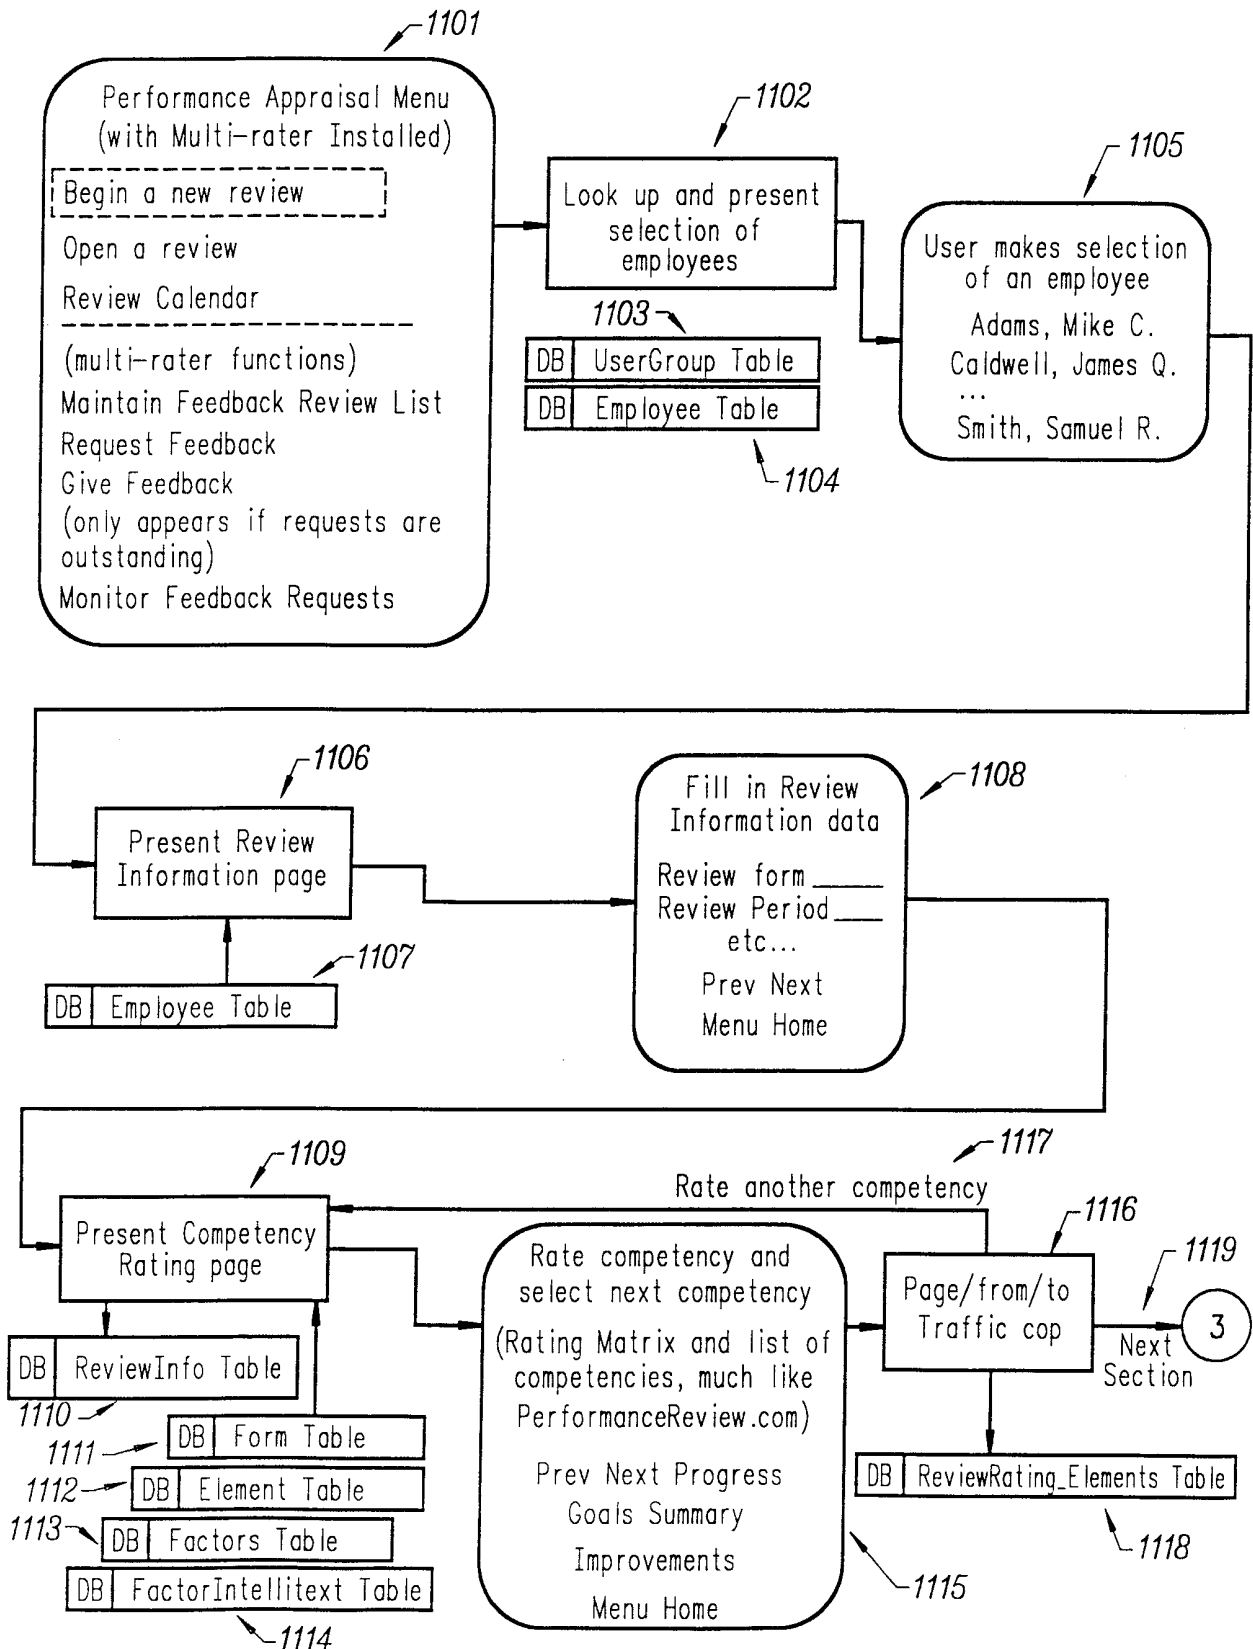 1101
Performance Appraisal Menu
(with Multi-rater Installed)
Begin a new review
Open a review
Review Calendar
(multi-rater functions)
Maintain Feedback Review List
Request Feedback
Give Feedback
(only appears if requests are
outstanding)
Monitor Feedback Requests
1102
Look up and present
selection of
employees
1103
DB UserGroup Table
DB Employee Table
1104
1105
User makes selection
of an employee
Adams, Mike C.
Caldwell, James Q.
...
Smith, Samuel R.
1106
Present Review
Information page
1107
DB Employee Table
1108
Fill in Review
Information data
Review form _____
Review Period ___
etc...
Prev Next
Menu Home
1109
Present Competency
Rating page
DB ReviewInfo Table
1110
1111
DB Form Table
1112
DB Element Table
1113
DB Factors Table
DB FactorIntellitext Table
1114
Rate competency and
select next competency
(Rating Matrix and list of
competencies, much like
PerformanceReview.com)
Prev Next Progress
Goals Summary
Improvements
Menu Home
1115
1117
Rate another competency
1116
Page/from/to
Traffic cop
1119
Next
Section
3
DB ReviewRating_Elements Table
1118